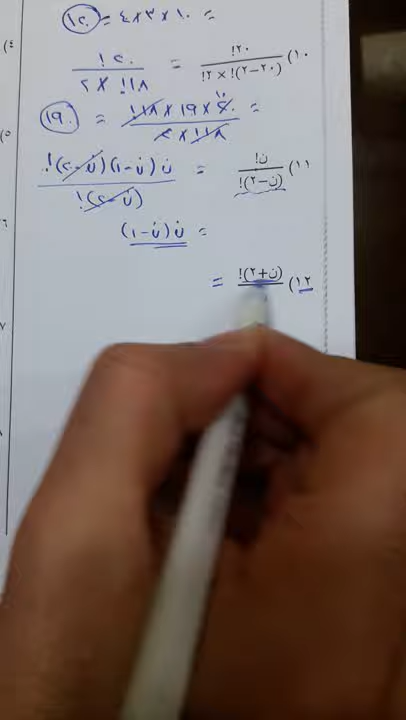 = ١٠ × ٣ × ٤ = ١٢٠
١٠) ٢٠! / (٢٠-٢)! × ٢! = ٢٠! / ١٨! × ٢
= ٢٠ × ١٩ × ١٨! / ١٨! × ٢ = ١٩٠
١١) ن! / (ن-٢)! = ن(ن-١)(ن-٢)! / (ن-٢)!
= ن(ن-١)
١٢) (ن+٢)! =